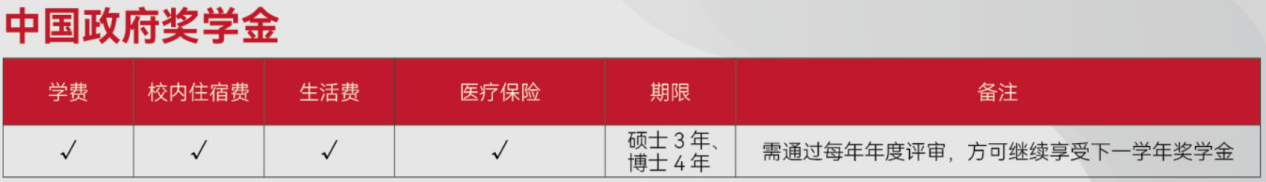 中国政府奖学金
学费 校内住宿费 生活费 医疗保险 期限 备注
√ √ √ √ 硕士 3 年、
博士 4 年 需通过每年年度评审，方可继续享受下一学年奖学金